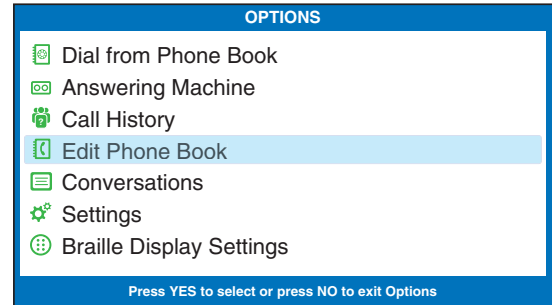 OPTIONS
Dial from Phone Book
Answering Machine
Call History
Edit Phone Book
Conversations
Settings
Braille Display Settings
Press YES to select or press NO to exit Options